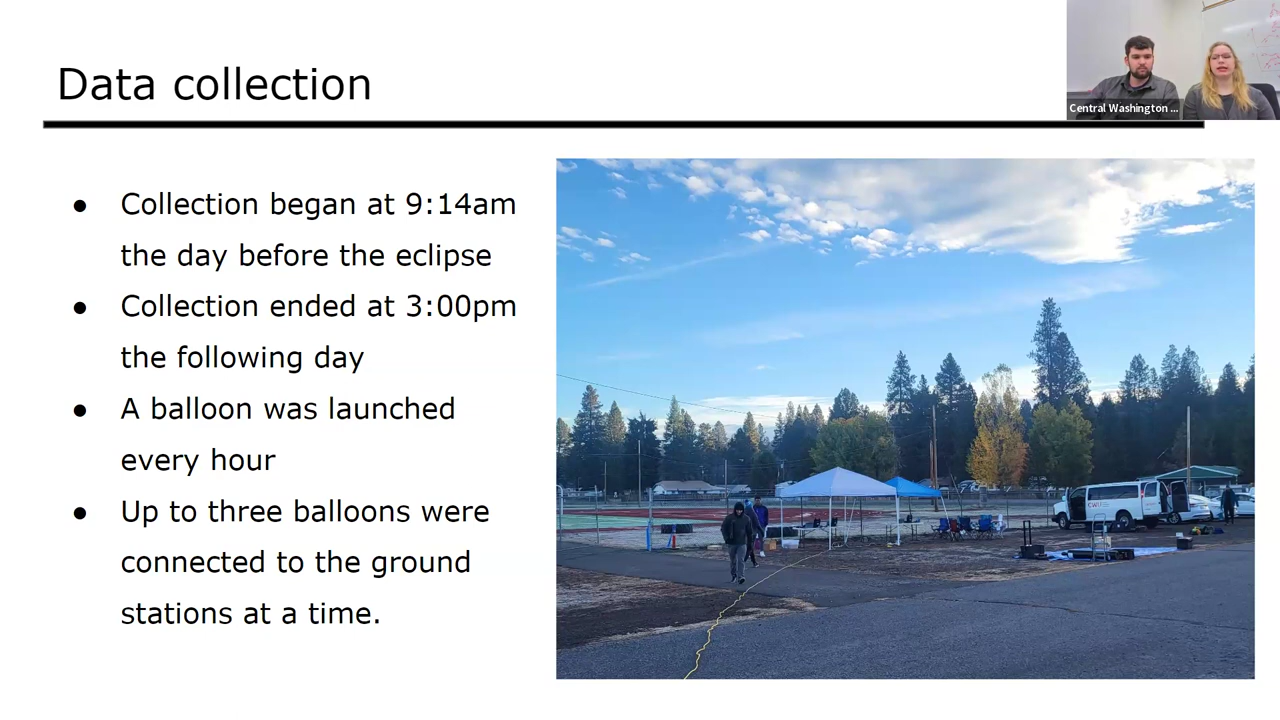 Data collection
Central Washington ...
● Collection began at 9:14am
the day before the eclipse
● Collection ended at 3:00pm
the following day
● A balloon was launched
every hour
● Up to three balloons were
connected to the ground
stations at a time.